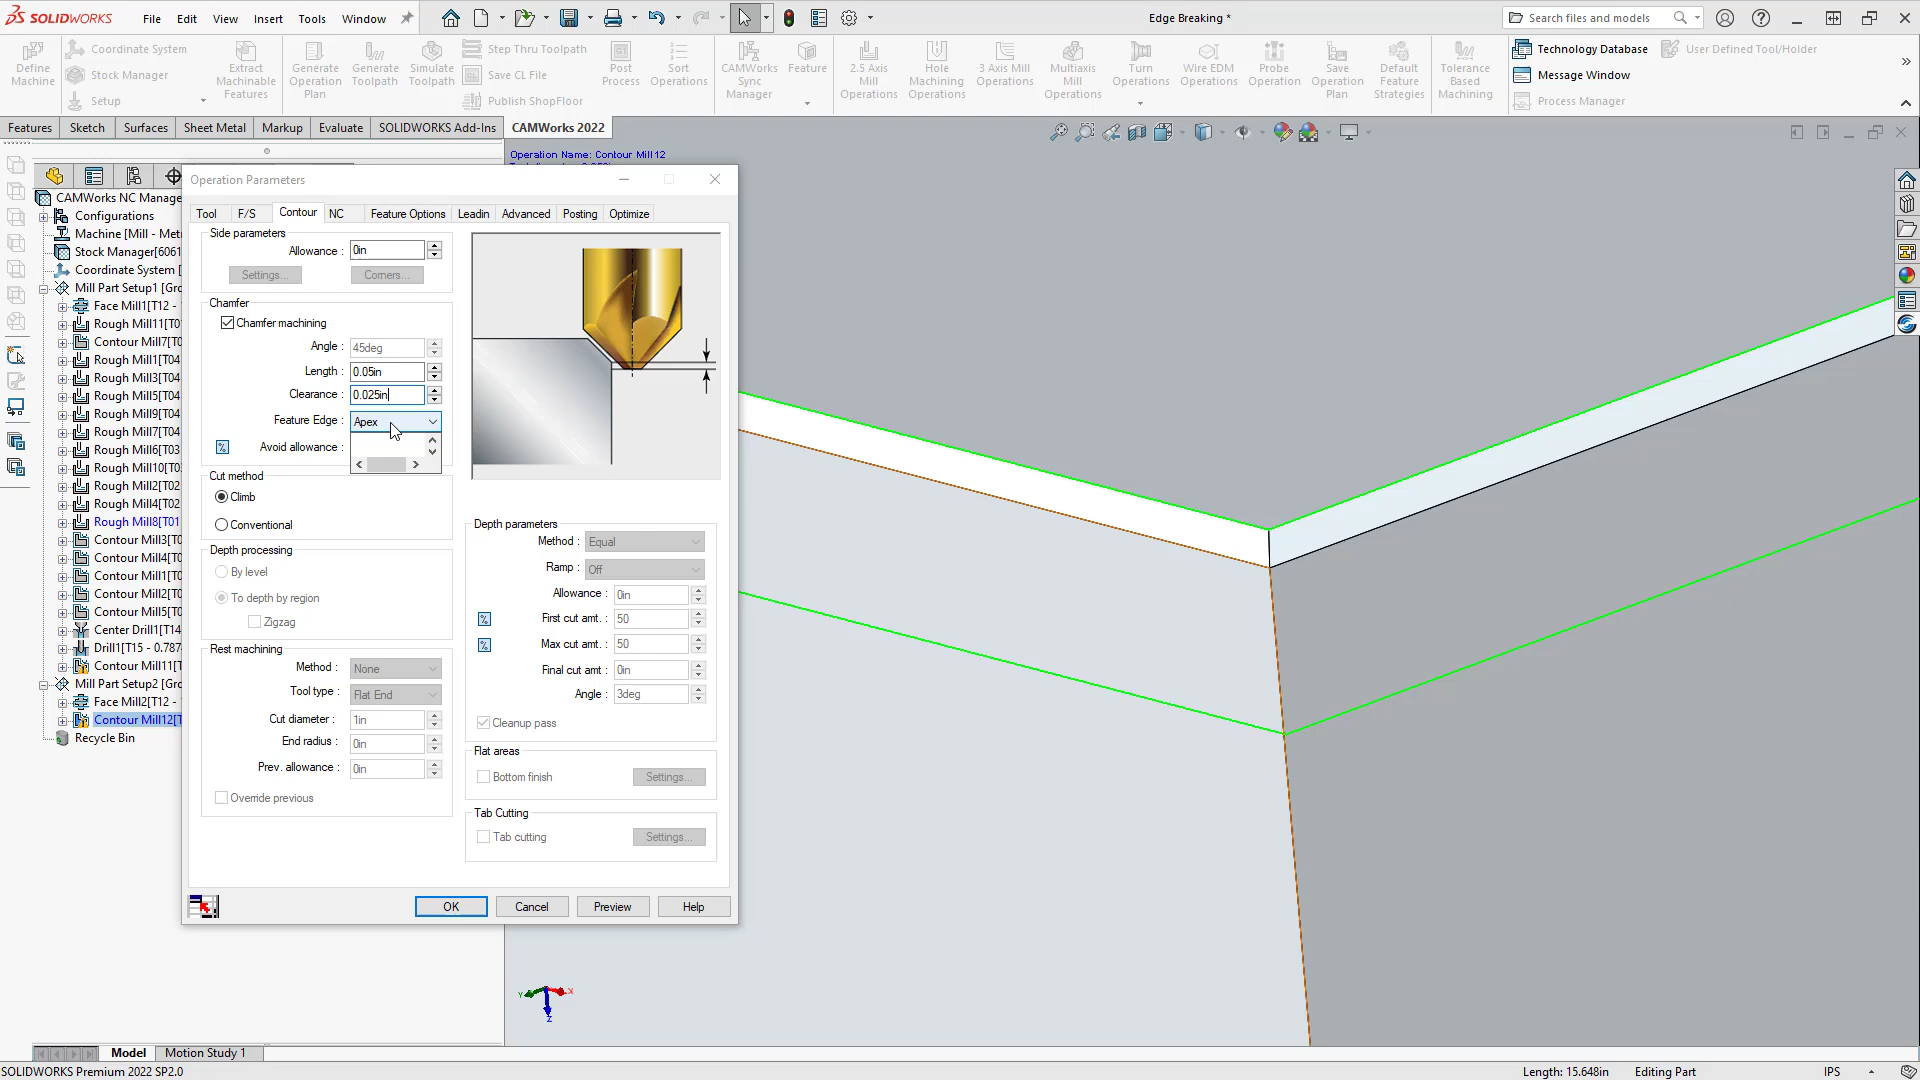 SOLIDWORKS
File
Edit
View
Insert
Tools
Window
Edge Breaking *
Search files and models
Define
Machine
Coordinate System
Stock Manager
Setup
Extract
Machinable
Features
Generate
Operation
Plan
Generate
Toolpath
Simulate
Toolpath
Step Thru Toolpath
Save CL File
Publish ShopFloor
Post
Process
Sort
Operations
CAMWorks
Sync
Manager
Feature
2.5 Axis
Mill
Operations
Hole
Machining
Operations
3 Axis Mill
Operations
Multiaxis
Mill
Operations
Turn
Operations
Wire EDM
Operations
Probe
Operations
Save
Operation
Plan
Default
Feature
Strategies
Tolerance
Based
Machining
Technology Database
Message Window
Process Manager
User Defined Tool/Holder
Features
Sketch
Surfaces
Sheet Metal
Markup
Evaluate
SOLIDWORKS Add-Ins
CAMWorks 2022
Operation Name: Contour Mill12
CAMWorks NC Manage
Configurations
Machine [Mill - Met
Stock Manager[6061
Coordinate System [
Mill Part Setup1 [Gro
Face Mill1[T12 -
Rough Mill11[T0
Contour Mill7[T0
Rough Mill1[T04
Rough Mill3[T04
Rough Mill5[T04
Rough Mill9[T04
Rough Mill7[T04
Rough Mill6[T03
Rough Mill10[T0
Rough Mill2[T02
Rough Mill4[T02
Rough Mill8[T01
Contour Mill3[T0
Contour Mill4[T0
Contour Mill1[T0
Contour Mill2[T0
Contour Mill5[T0
Center Drill1[T14
Drill1[T15 - 0.787
Contour Mill11[T
Mill Part Setup2 [Gro
Face Mill2[T12 -
Contour Mill12[T
Recycle Bin
Operation Parameters
Tool
F/S
Contour
NC
Feature Options
Leadin
Advanced
Posting
Optimize
Side parameters
Allowance :
0in
Settings...
Corners...
Chamfer
Chamfer machining
Angle :
45deg
Length :
0.05in
Clearance :
0.025in
Feature Edge :
Apex
%
Avoid allowance :
Cut method
Climb
Conventional
Depth processing
By level
To depth by region
Zigzag
Rest machining
Method :
None
Tool type :
Flat End
Cut diameter :
1in
End radius :
0in
Prev. allowance :
0in
Override previous
Depth parameters
Method :
Equal
Ramp :
Off
Allowance :
0in
%
First cut amt. :
50
%
Max cut amt. :
50
Final cut amt :
0in
Angle :
3deg
Cleanup pass
Flat areas
Bottom finish
Settings...
Tab Cutting
Tab cutting
Settings...
OK
Cancel
Preview
Help
Y
X
Z
Model
Motion Study 1
SOLIDWORKS Premium 2022 SP2.0
Length: 15.648in
Editing Part
IPS